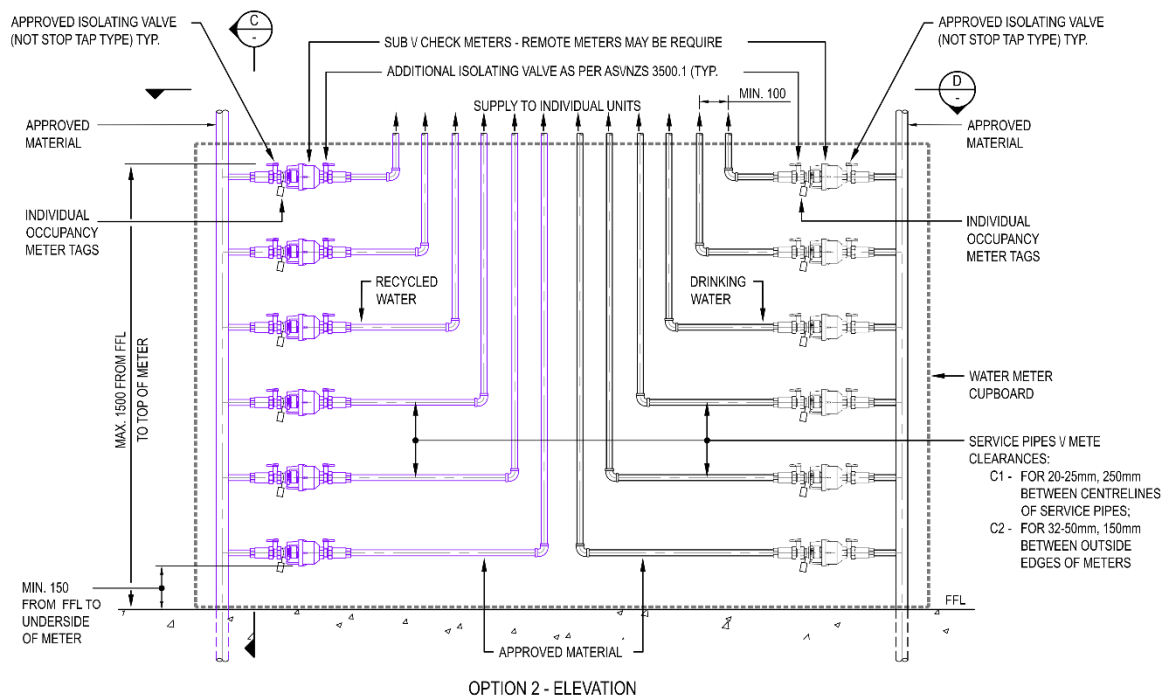 APPROVED ISOLATING VALVE
(NOT STOP TAP TYPE) TYP.
C
-
SUB V CHECK METERS - REMOTE METERS MAY BE REQUIRE
APPROVED ISOLATING VALVE
(NOT STOP TAP TYPE) TYP.
ADDITIONAL ISOLATING VALVE AS PER ASVNZS 3500.1 (TYP.
MIN. 100
D
-
SUPPLY TO INDIVIDUAL UNITS
APPROVED
MATERIAL
APPROVED
MATERIAL
INDIVIDUAL
OCCUPANCY
METER TAGS
INDIVIDUAL
OCCUPANCY
METER TAGS
RECYCLED
WATER
DRINKING
WATER
MAX. 1500 FROM FFL
TO TOP OF METER
WATER METER
CUPBOARD
SERVICE PIPES V METE
CLEARANCES:
C1 - FOR 20-25mm, 250mm
BETWEEN CENTRELINES
OF SERVICE PIPES;
C2 - FOR 32-50mm, 150mm
BETWEEN OUTSIDE
EDGES OF METERS
MIN. 150
FROM FFL TO
UNDERSIDE
OF METER
FFL
APPROVED MATERIAL
OPTION 2 - ELEVATION